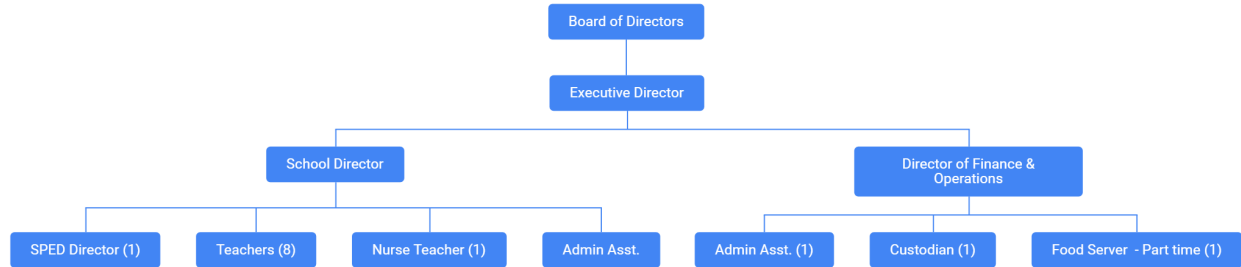 Board of Directors
Executive Director
School Director
Director of Finance &
Operations
SPED Director (1)
Teachers (8)
Nurse Teacher (1)
Admin Asst.
Admin Asst. (1)
Custodian (1)
Food Server - Part time (1)